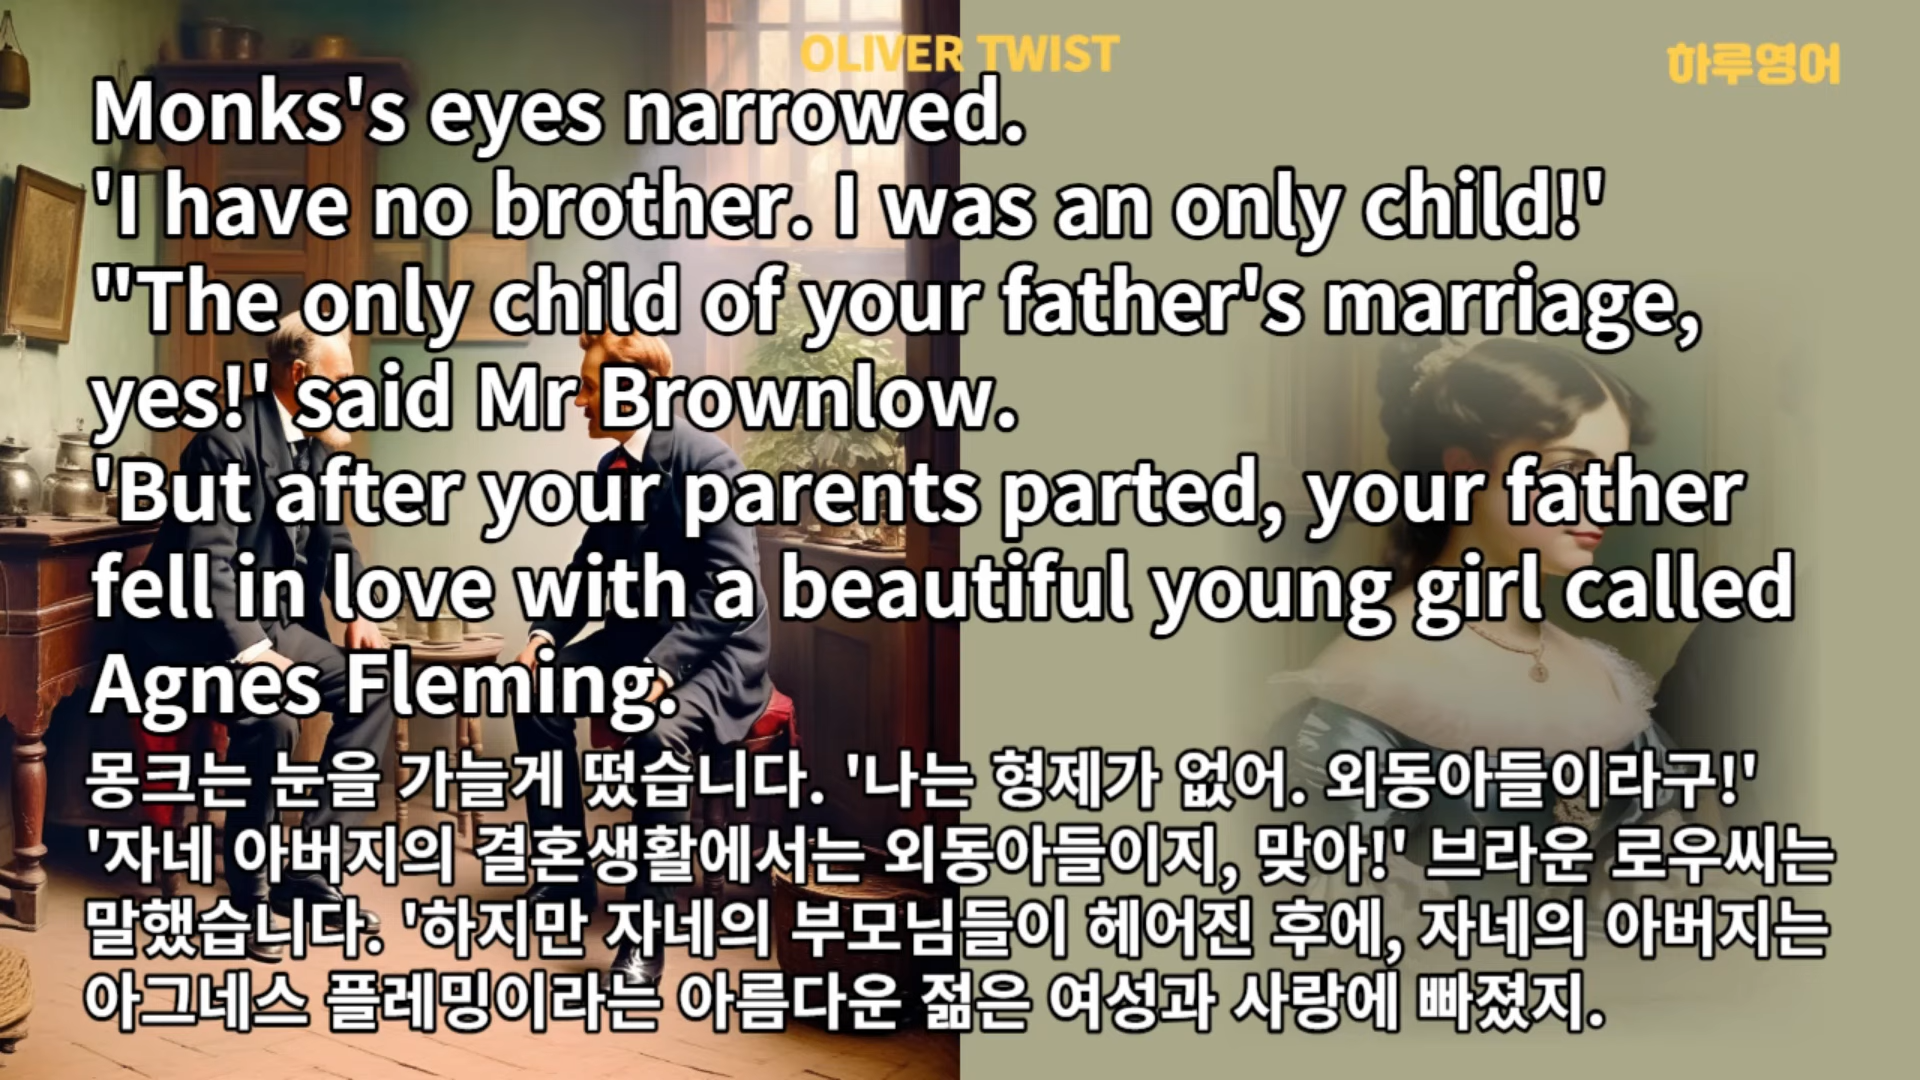 OLIVER TWIST
하루영어
Monks's eyes narrowed.
'I have no brother. I was an only child!'
"The only child of your father's marriage,
yes!' said Mr Brownlow.
'But after your parents parted, your father
fell in love with a beautiful young girl called
Agnes Fleming.
몽크는 눈을 가늘게 떴습니다. '나는 형제가 없어. 외동아들이라구!'
'자네 아버지의 결혼생활에서는 외동아들이지, 맞아!' 브라운 로우씨는
말했습니다. '하지만 자네의 부모님들이 헤어진 후에, 자네의 아버지는
아그네스 플레밍이라는 아름다운 젊은 여성과 사랑에 빠졌지.